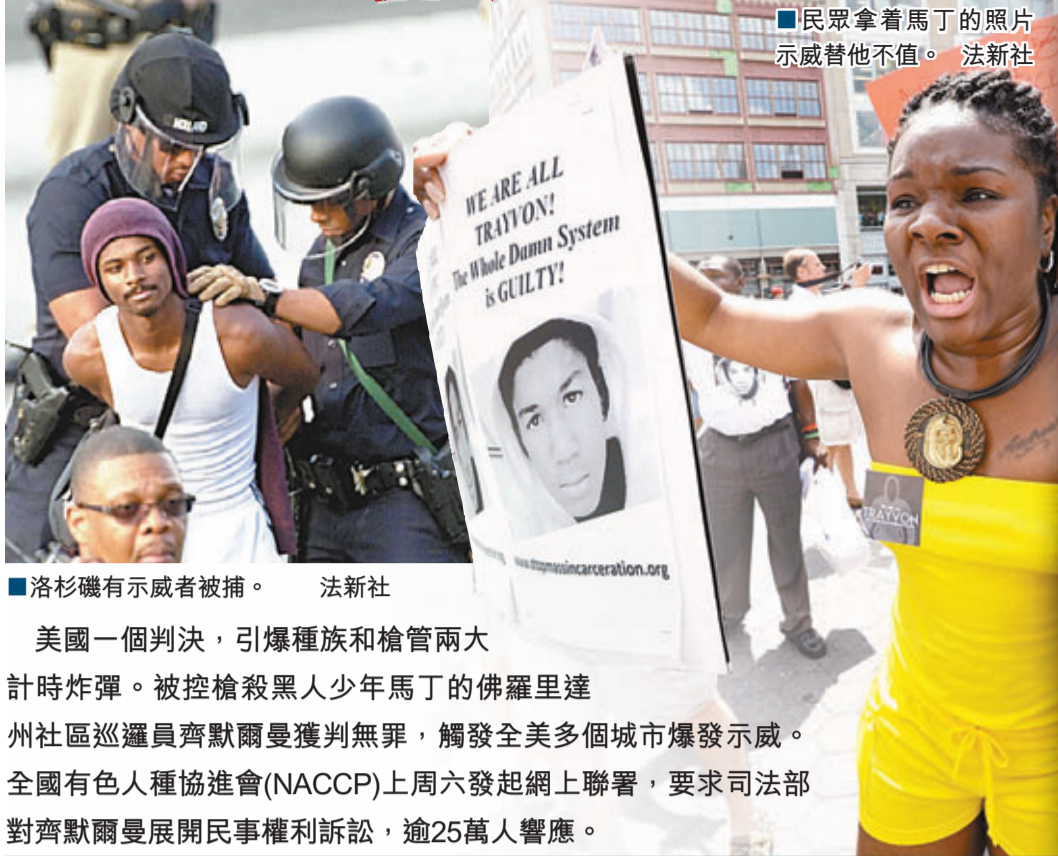 ■民眾拿着馬丁的照片
示威替他不值。 法新社
WE ARE ALL
TRAYVON!
The Whole Damn System
is GUILTY!
www.stopmassincarceration.org
TRAYVON
■洛杉磯有示威者被捕。 法新社
美國一個判決，引爆種族和槍管兩大
計時炸彈。被控槍殺黑人少年馬丁的佛羅里達
州社區巡邏員齊默爾曼獲判無罪，觸發全美多個城市爆發示威。
全國有色人種協進會(NACCP)上周六發起網上聯署，要求司法部
對齊默爾曼展開民事權利訴訟，逾25萬人響應。